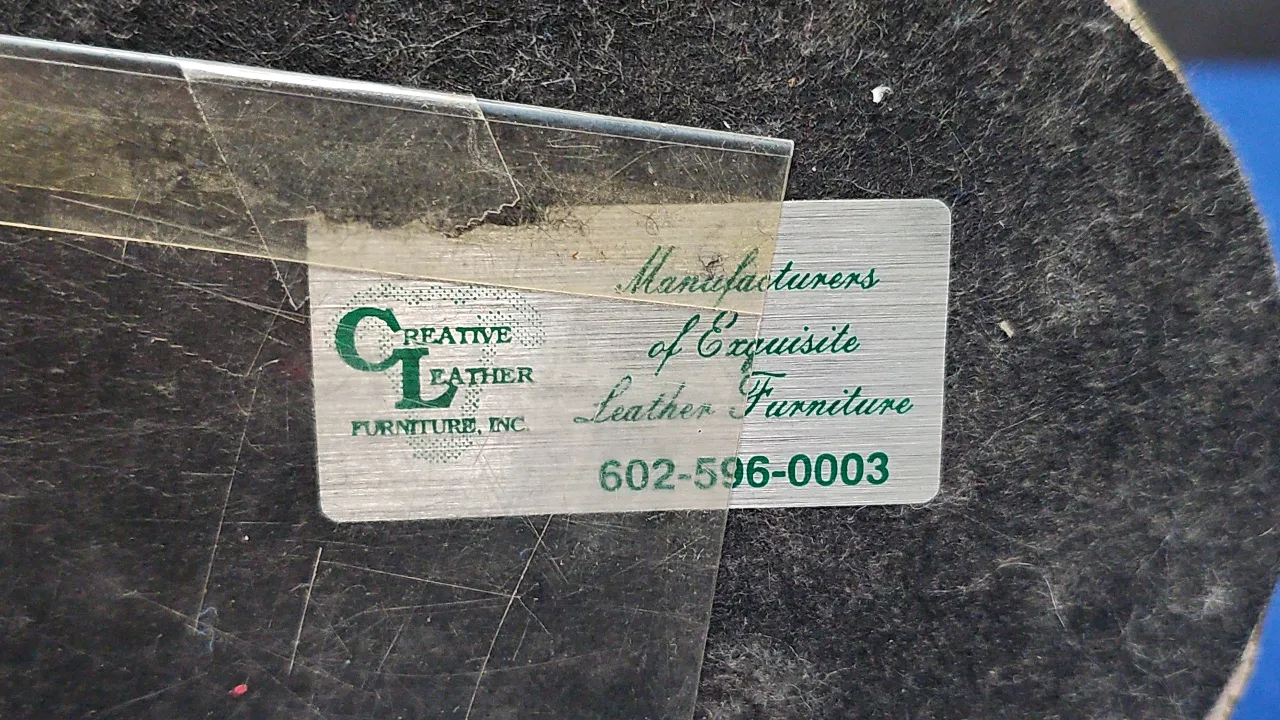 CREATIVE
LEATHER
FURNITURE, INC.
Manufacturers
of Exquisite
Leather Furniture
602-596-0003